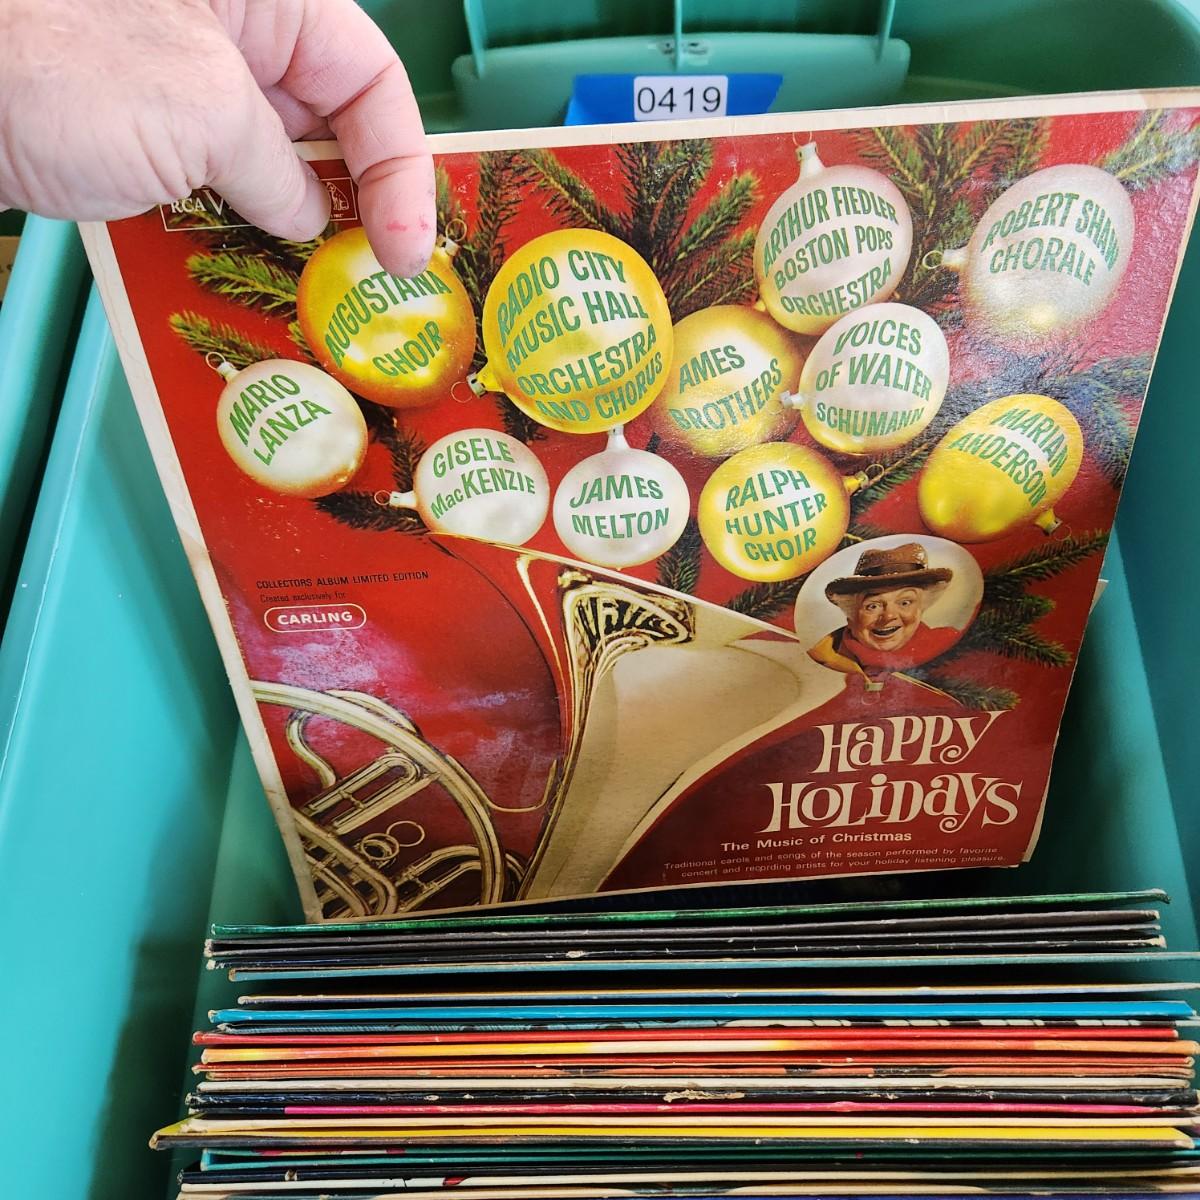 0419
RCA
AUGUSTANA
CHOIR
RADIO CITY
MUSIC HALL
ORCHESTRA
AND CHORUS
ARTHUR FIEDLER
BOSTON POPS
ORCHESTRA
ROBERT SHAW
CHORALE
MARIO
LANZA
AMES
BROTHERS
VOICES
OF WALTER
SCHUMANN
GISELE
MacKENZIE
JAMES
MELTON
RALPH
HUNTER
CHOIR
MARIAN
ANDERSON
COLLECTORS ALBUM LIMITED EDITION
Created exclusively for
CARLING
HAPPY
HOLiDAYS
The Music of Christmas
Traditional carols and songs of the season performed by favorite
concert and recording artists for your holiday listening pleasure.